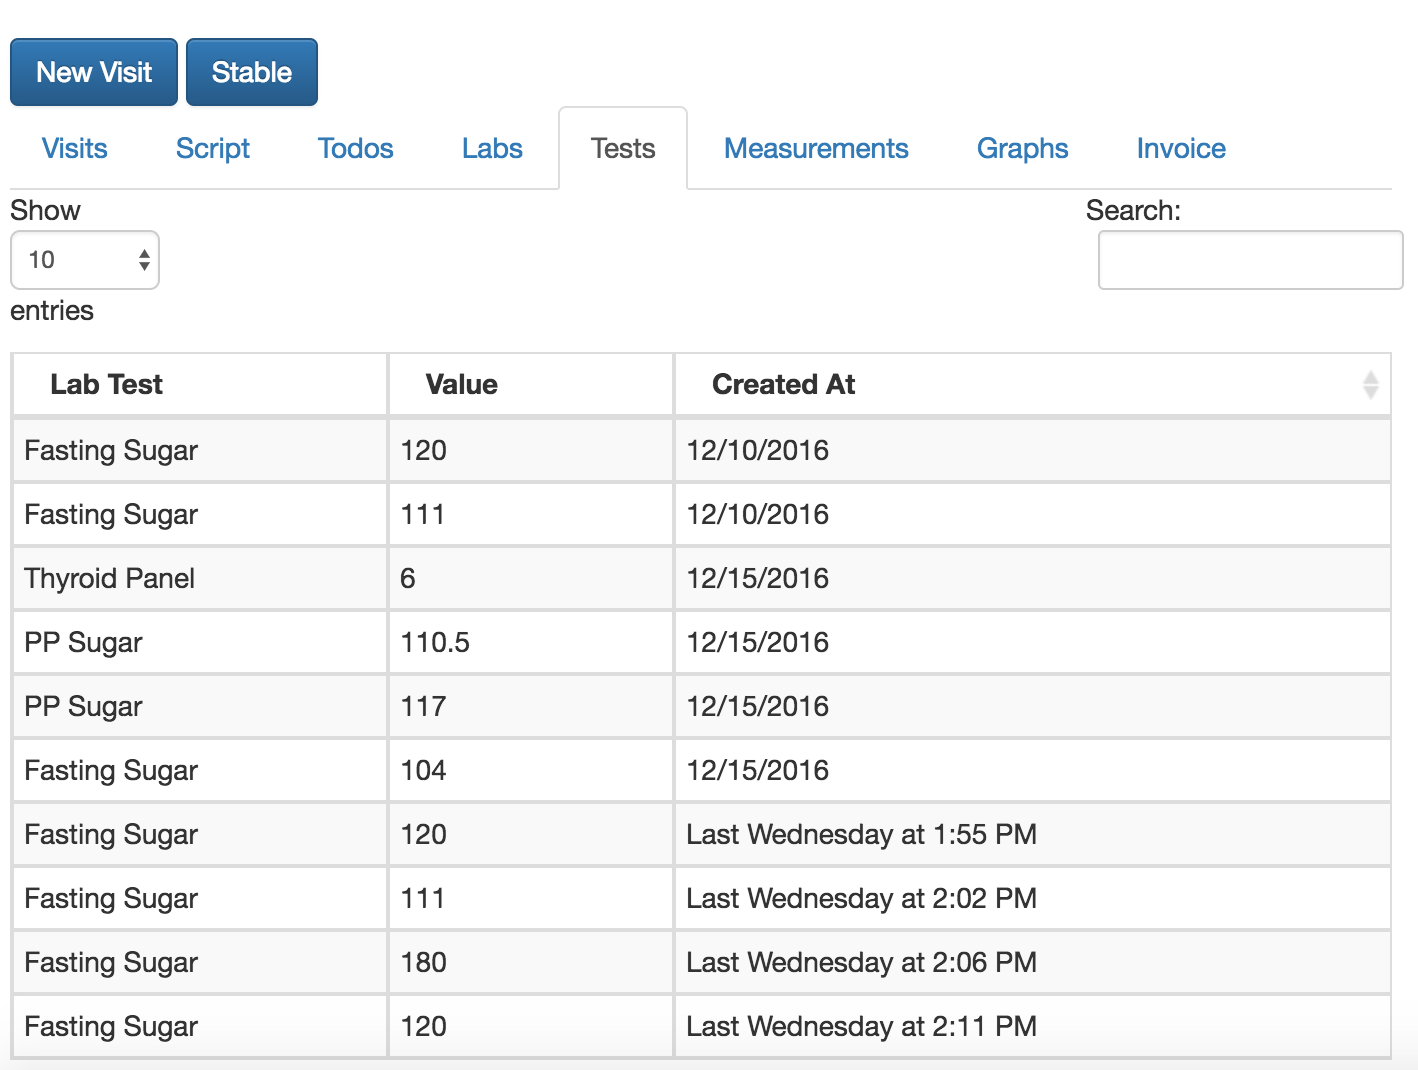 New Visit Stable
Visits Script Todos Labs Tests Measurements Graphs Invoice
Show Search:
10
entries
Lab Test Value Created At
Fasting Sugar 120 12/10/2016
Fasting Sugar 111 12/10/2016
Thyroid Panel 6 12/15/2016
PP Sugar 110.5 12/15/2016
PP Sugar 117 12/15/2016
Fasting Sugar 104 12/15/2016
Fasting Sugar 120 Last Wednesday at 1:55 PM
Fasting Sugar 111 Last Wednesday at 2:02 PM
Fasting Sugar 180 Last Wednesday at 2:06 PM
Fasting Sugar 120 Last Wednesday at 2:11 PM